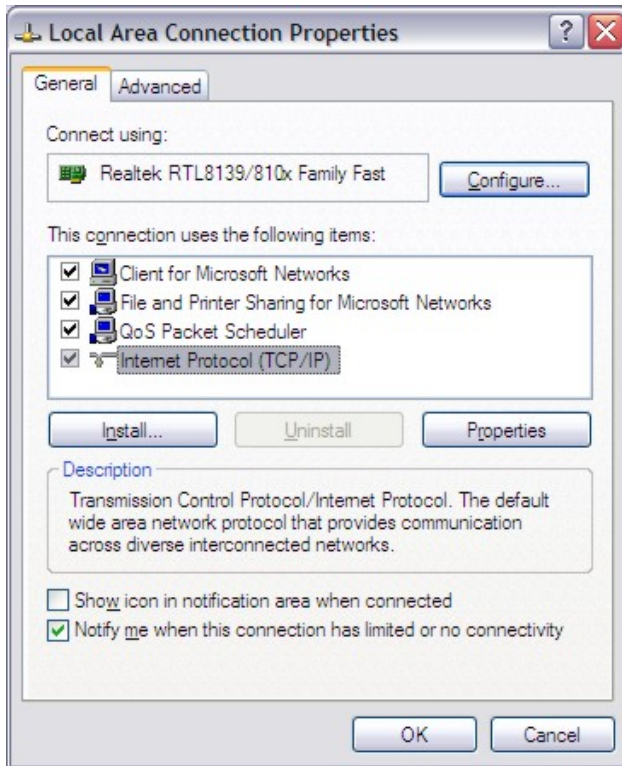 Local Area Connection Properties
General
Advanced
Connect using:
Realtek RTL8139/810x Family Fast
Configure...
This connection uses the following items:
Client for Microsoft Networks
File and Printer Sharing for Microsoft Networks
QoS Packet Scheduler
Internet Protocol (TCP/IP)
Install...
Uninstall
Properties
Description
Transmission Control Protocol/Internet Protocol. The default
wide area network protocol that provides communication
across diverse interconnected networks.
Show icon in notification area when connected
Notify me when this connection has limited or no connectivity
OK
Cancel